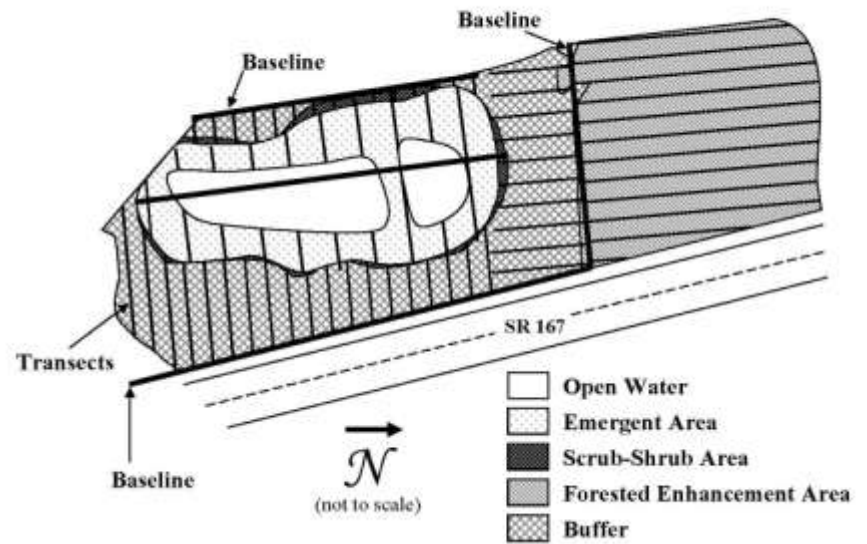 Baseline
Baseline
Transects
SR 167
Baseline
N
(not to scale)
Open Water
Emergent Area
Scrub-Shrub Area
Forested Enhancement Area
Buffer